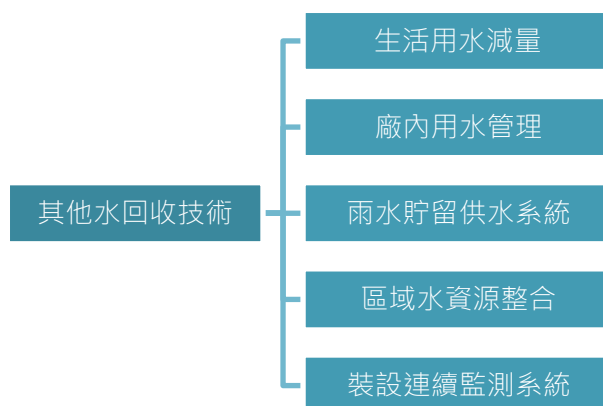 其他水回收技術
生活用水減量
廠內用水管理
雨水貯留供水系統
區域水資源整合
裝設連續監測系統